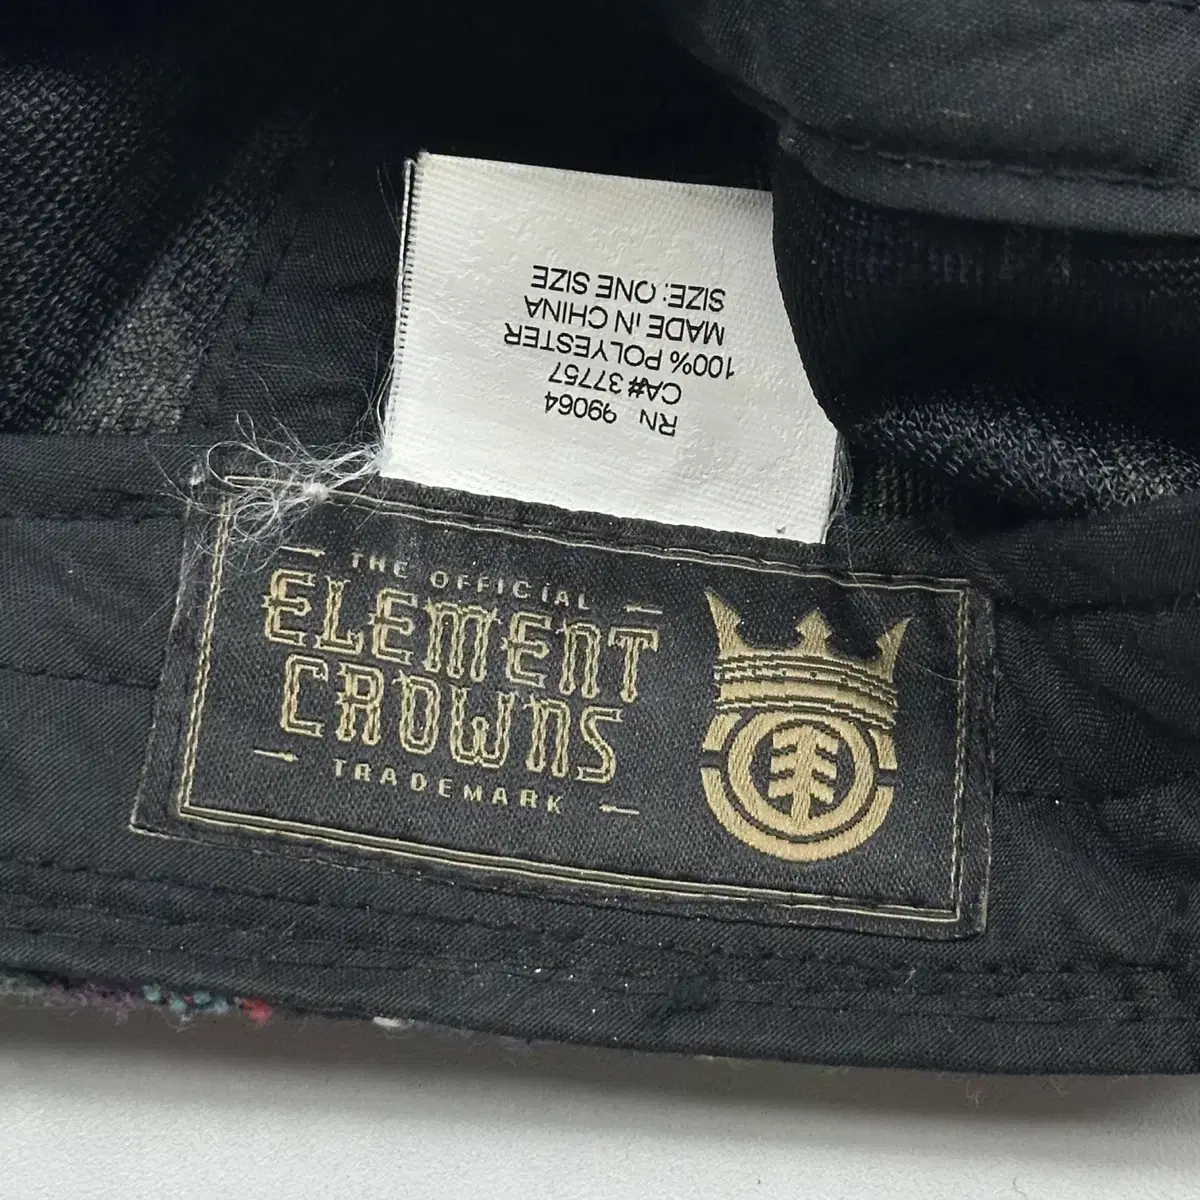 RN 99064
CA# 37757
100% POLYESTER
MADE IN CHINA
SIZE: ONE SIZE
THE OFFICIAL
ELEMENT
CROWNS
TRADEMARK